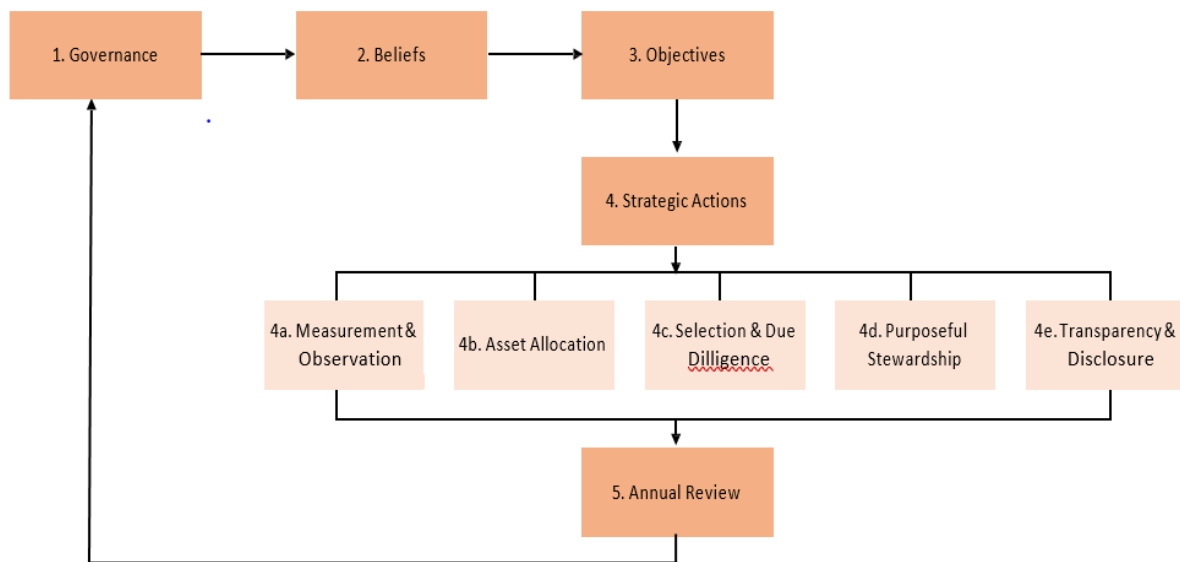 1. Governance
2. Beliefs
3. Objectives
4. Strategic Actions
4a. Measurement &
Observation
4b. Asset Allocation
4c. Selection & Due
Dilligence
4d. Purposeful
Stewardship
4e. Transparency &
Disclosure
5. Annual Review